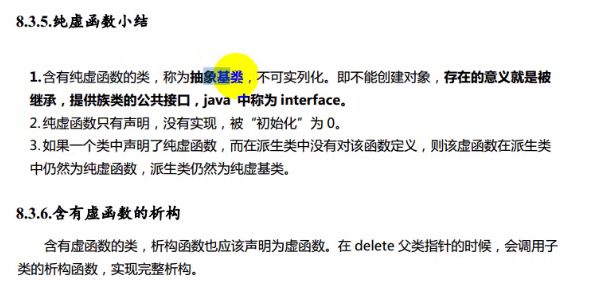 8.3.5.纯虚函数小结
1.含有纯虚函数的类，称为抽象基类，不可实列化。即不能创建对象，存在的意义就是被
继承，提供族类的公共接口，java 中称为 interface。
2.纯虚函数只有声明，没有实现，被“初始化”为 0。
3.如果一个类中声明了纯虚函数，而在派生类中没有对该函数定义，则该虚函数在派生类
中仍然为纯虚函数，派生类仍然为纯虚基类。
8.3.6.含有虚函数的析构
含有虚函数的类，析构函数也应该声明为虚函数。在 delete 父类指针的时候，会调用子
类的析构函数，实现完整析构。